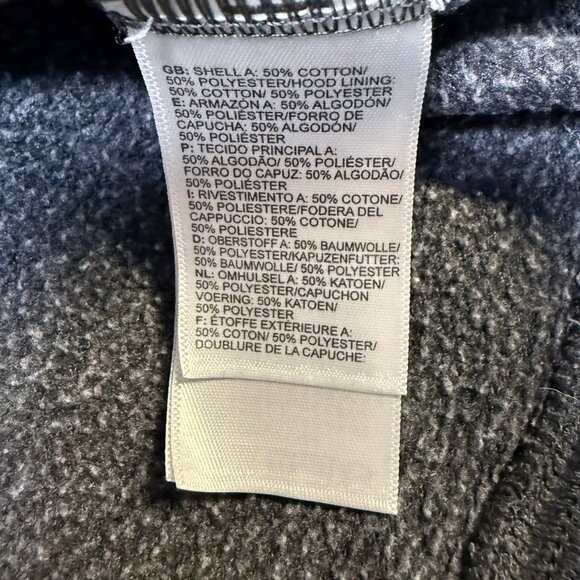 GB: SHELL A: 50% COTTON/
50% POLYESTER/HOOD LINING:
50% COTTON/ 50% POLYESTER
E: ARMAZÓN A: 50% ALGODÓN/
50% POLIÉSTER/FORRO DE
CAPUCHA: 50% ALGODÓN/
50% POLIÉSTER
P: TECIDO PRINCIPAL A:
50% ALGODÃO/ 50% POLIÉSTER/
FORRO DO CAPUZ: 50% ALGODÃO/
50% POLIÉSTER
I: RIVESTIMENTO A: 50% COTONE/
50% POLIESTERE/FODERA DEL
CAPPUCCIO: 50% COTONE/
50% POLIESTERE
D: OBERSTOFF A: 50% BAUMWOLLE/
50% POLYESTER/KAPUZENFUTTER:
50% BAUMWOLLE/ 50% POLYESTER
NL: OMHULSEL A: 50% KATOEN/
50% POLYESTER/CAPUCHON
VOERING: 50% KATOEN/
50% POLYESTER
F: ÉTOFFE EXTÉRIEURE A:
50% COTON/ 50% POLYESTER/
DOUBLURE DE LA CAPUCHE: